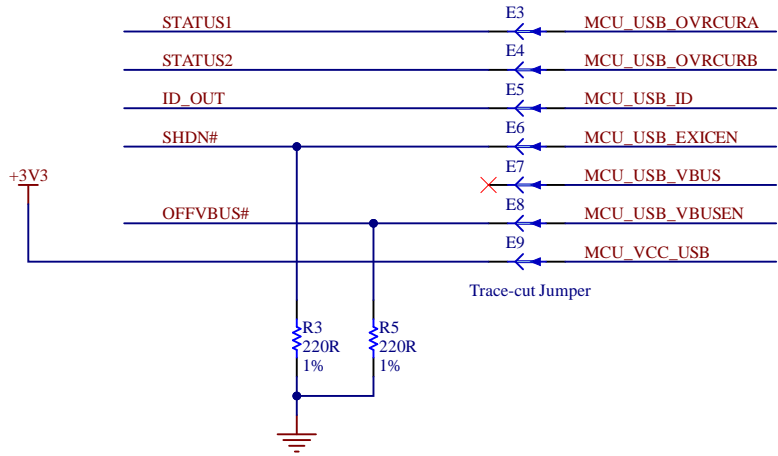 STATUS1 E3 MCU_USB_OVRCURA
STATUS2 E4 MCU_USB_OVRCURB
ID_OUT E5 MCU_USB_ID
SHDN# E6 MCU_USB_EXICEN
+3V3 E7 MCU_USB_VBUS
OFFVBUS# E8 MCU_USB_VBUSEN
E9 MCU_VCC_USB
Trace-cut Jumper
R3 R5
220R 220R
1% 1%